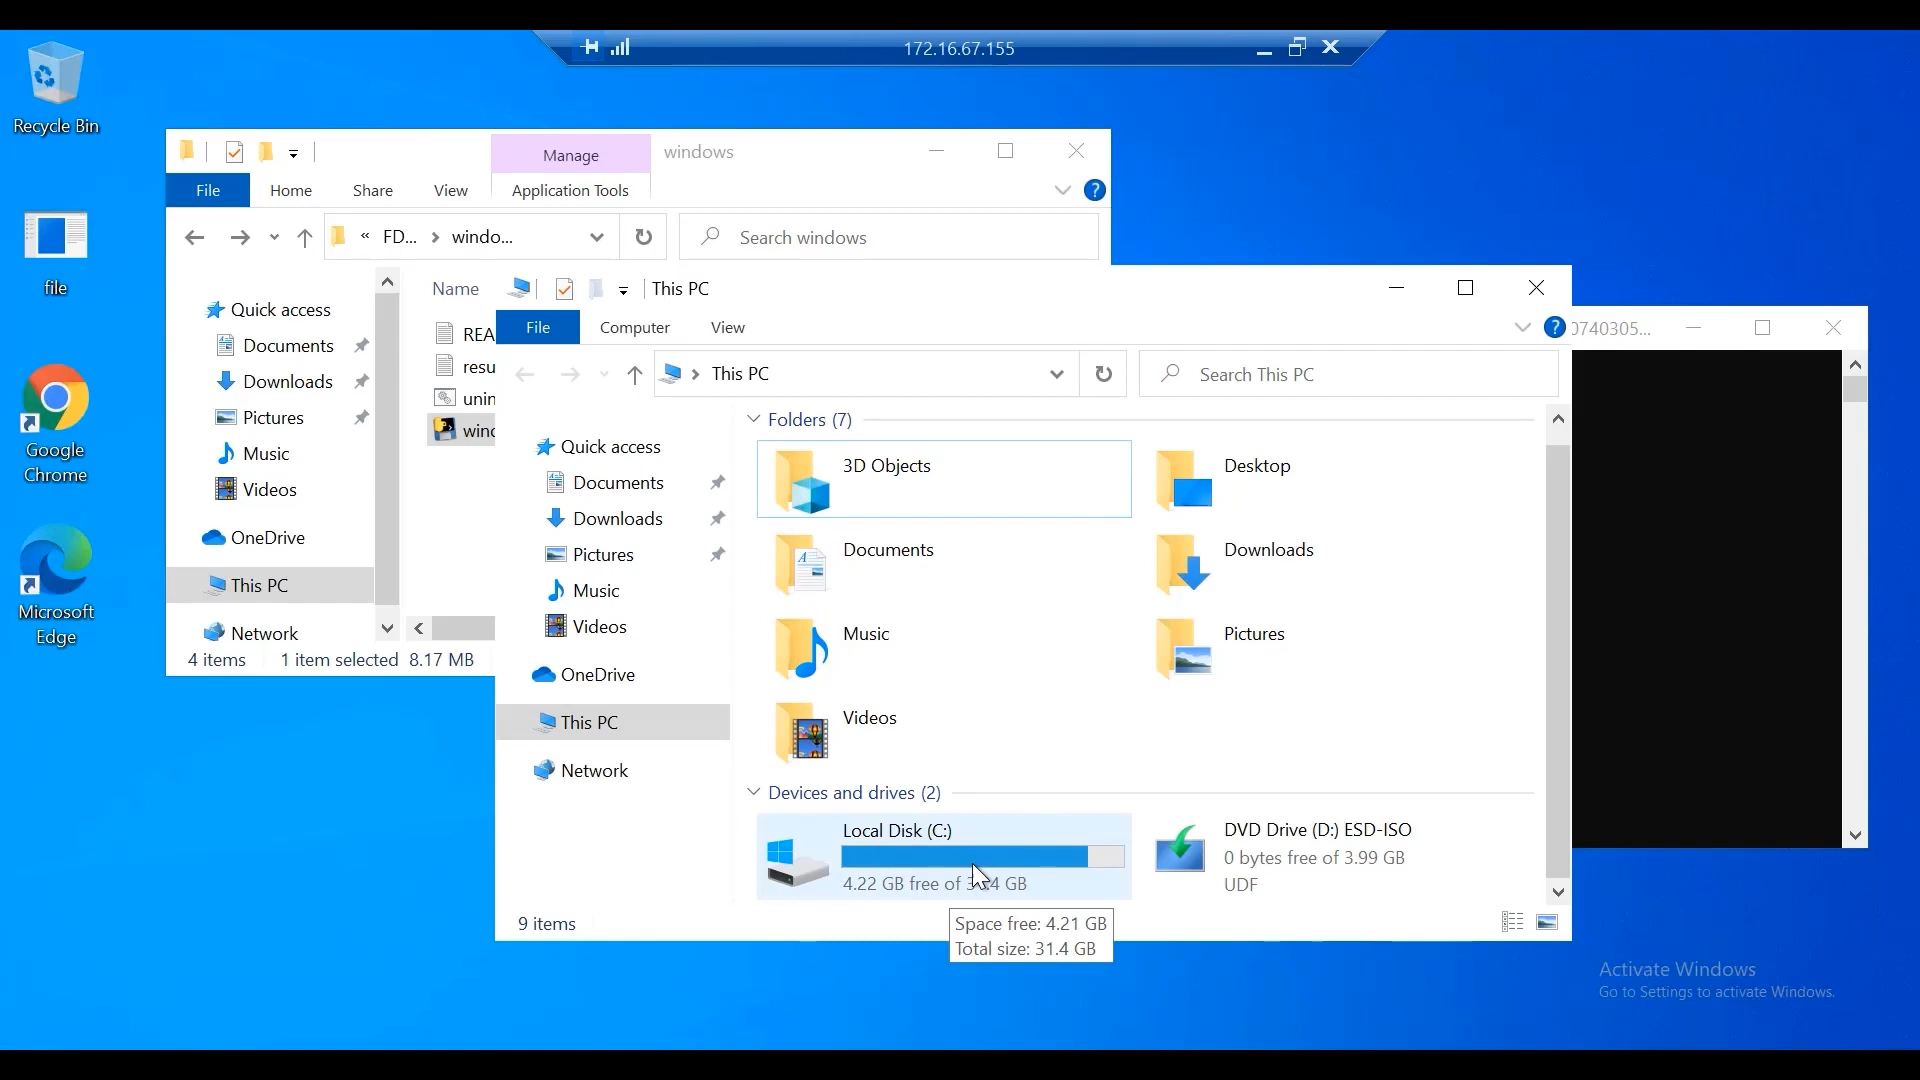 172.16.67.155
Recycle Bin
file
Google
Chrome
Microsoft
Edge
Manage
windows
File
Home
Share
View
Application Tools
« FD... › windo...
Search windows
Quick access
Documents
Downloads
Pictures
Music
Videos
OneDrive
This PC
Network
4 items
1 item selected 8.17 MB
Name
REA
resu
unin
wind
This PC
File
Computer
View
This PC
Search This PC
Quick access
Documents
Downloads
Pictures
Music
Videos
OneDrive
This PC
Network
Folders (7)
3D Objects
Desktop
Documents
Downloads
Music
Pictures
Videos
Devices and drives (2)
Local Disk (C:)
4.22 GB free of GB
DVD Drive (D:) ESD-ISO
0 bytes free of 3.99 GB
UDF
9 items
Space free: 4.21 GB
Total size: 31.4 GB
0740305...
Activate Windows
Go to Settings to activate Windows.